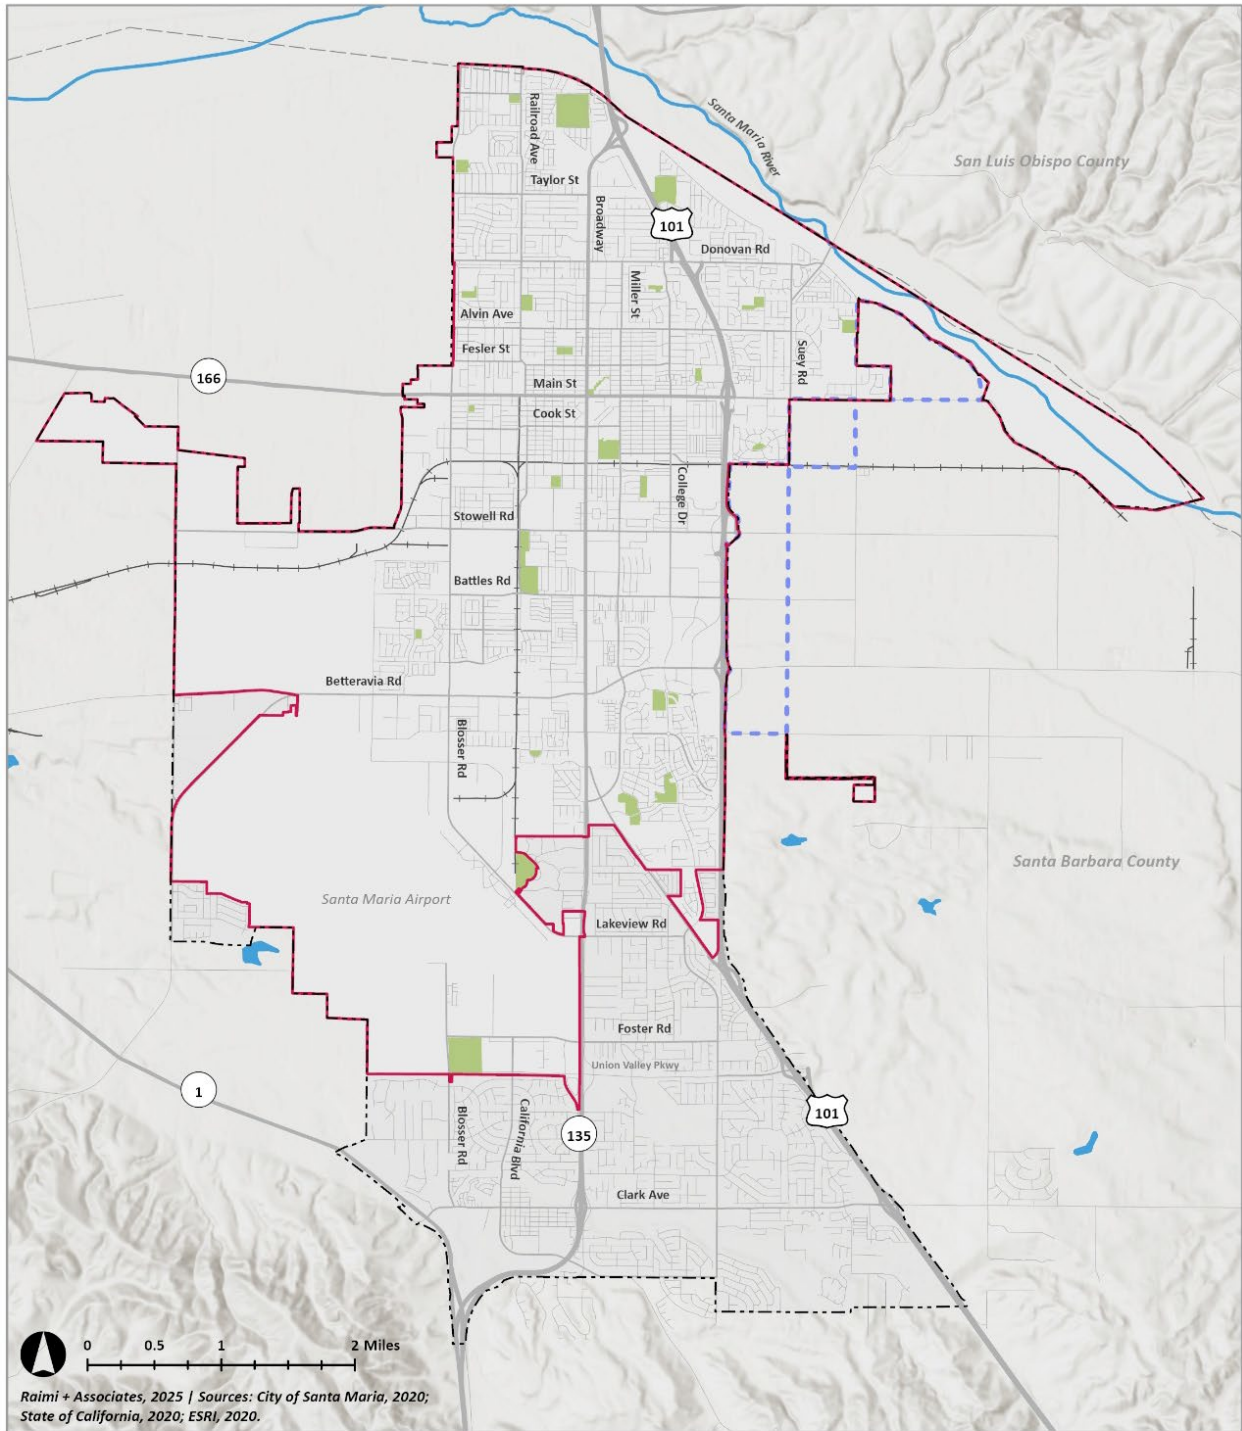 Santa Maria River
San Luis Obispo County
Railroad Ave
Taylor St
Broadway
101
Donovan Rd
Miller St
Alvin Ave
Fesler St
Suey Rd
166
Main St
Cook St
College Dr
Stowell Rd
Battles Rd
Betteravia Rd
Blosser Rd
Santa Barbara County
Santa Maria Airport
Lakeview Rd
Foster Rd
Union Valley Pkwy
1
101
Blosser Rd
California Blvd
135
Clark Ave
0 0.5 1 2 Miles
Raimi + Associates, 2025 | Sources: City of Santa Maria, 2020;
State of California, 2020; ESRI, 2020.